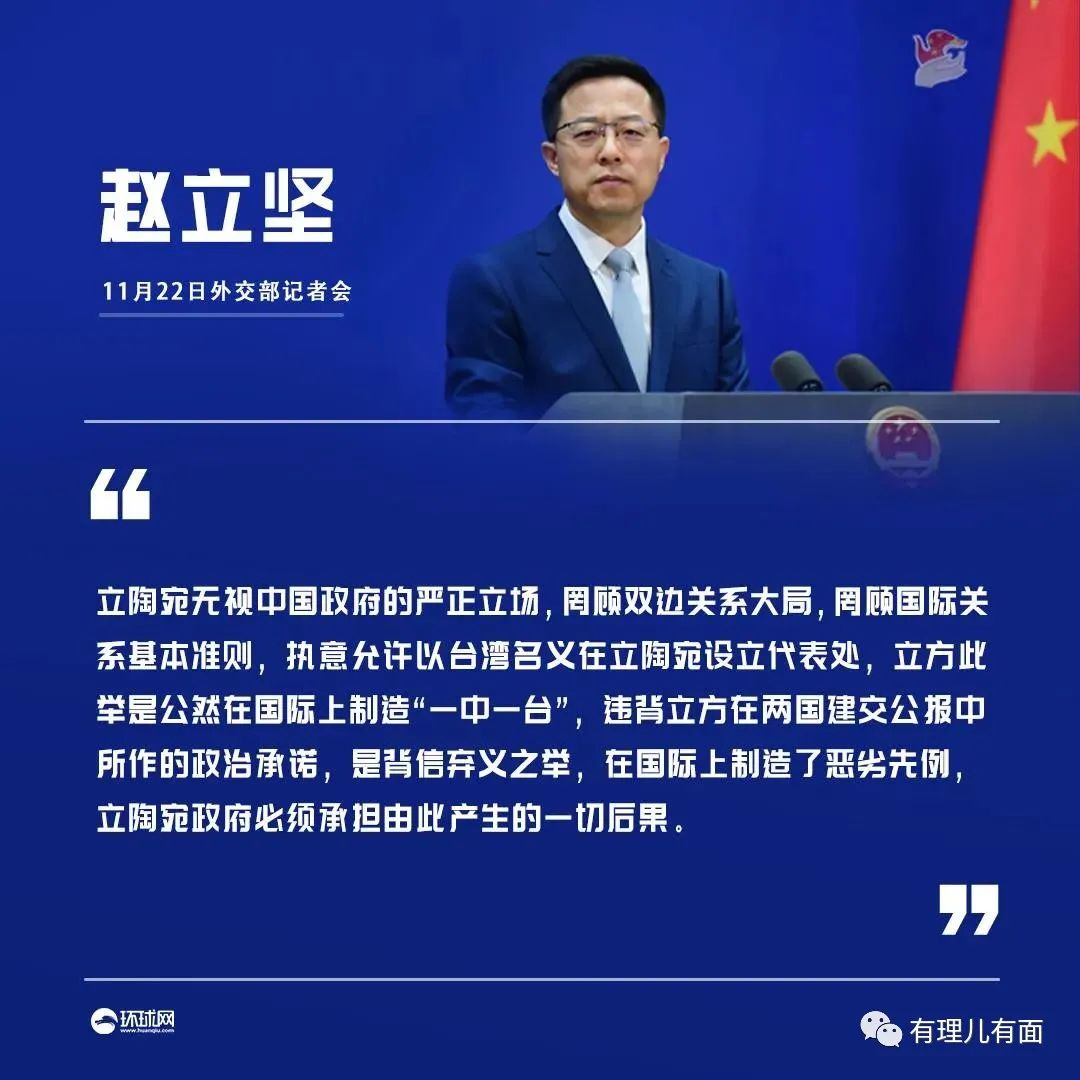 赵立坚
11月22日外交部记者会
“
立陶宛无视中国政府的严正立场,罔顾双边关系大局,罔顾国际关
系基本准则，执意允许以台湾名义在立陶宛设立代表处，立方此
举是公然在国际上制造“一中一台”，违背立方在两国建交公报中
所作的政治承诺，是背信弃义之举，在国际上制造了恶劣先例，
立陶宛政府必须承担由此产生的一切后果。
”
环球网
www.huanqiu.com
有理儿有面